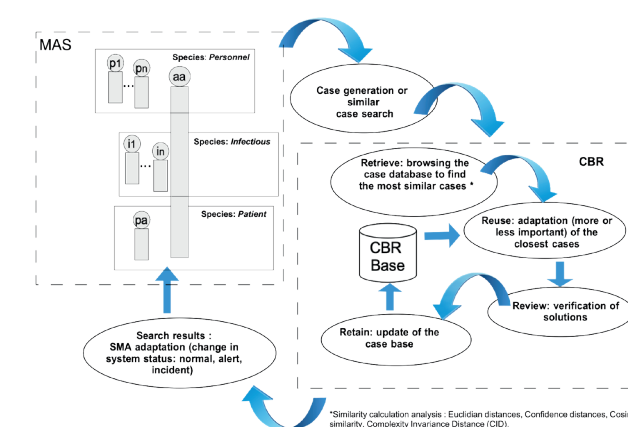 MAS
Species: Personnel
p1
pn
...
aa
Species: Infectious
i1
in
...
Species: Patient
pa
Case generation or
similar
case search
CBR
Retrieve: browsing the
case database to find
the most similar cases *
Reuse: adaptation (more or
less important) of the
closest cases
CBR
Base
Review: verification of
solutions
Retain: update of the
case base
Search results :
SMA adaptation (change in
system status: normal, alert,
incident)
*Similarity calculation analysis : Euclidian distances, Confidence distances, Cosi
similarity, Complexity Invariance Distance (CID).